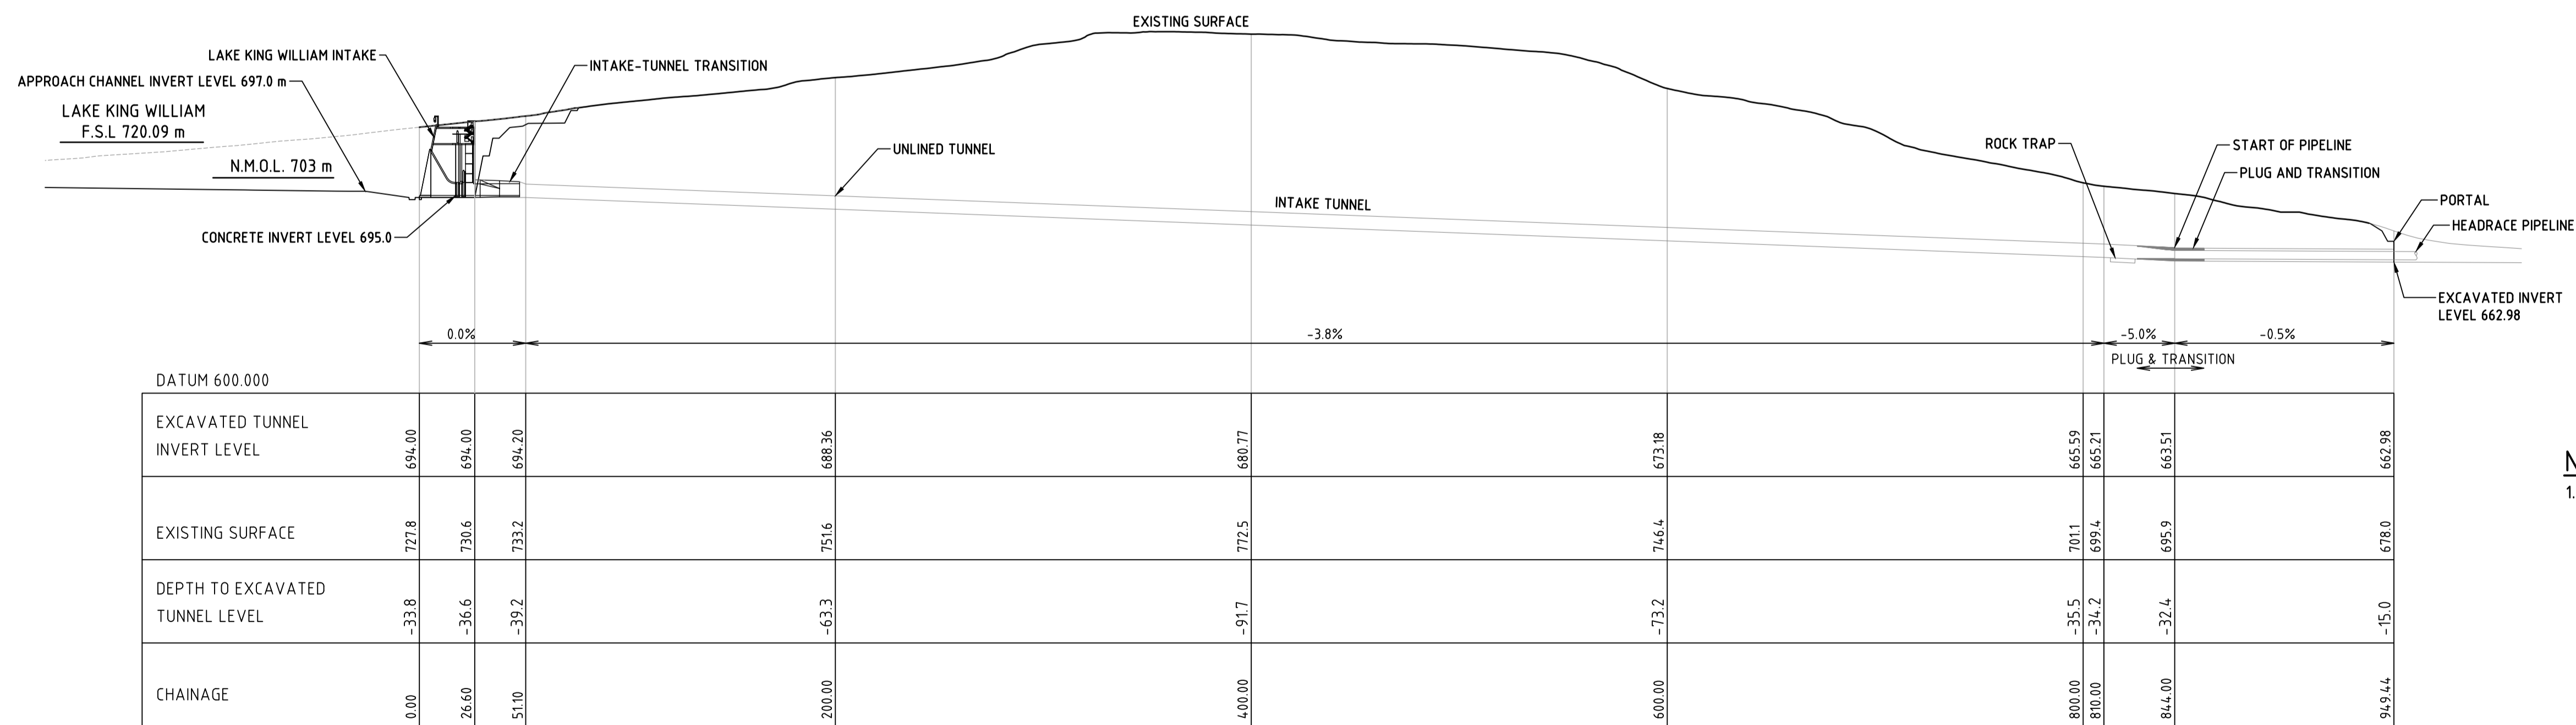 EXISTING SURFACE
LAKE KING WILLIAM INTAKE
INTAKE-TUNNEL TRANSITION
APPROACH CHANNEL INVERT LEVEL 697.0 m
LAKE KING WILLIAM
F.S.L 720.09 m
N.M.O.L. 703 m
UNLINED TUNNEL
ROCK TRAP
START OF PIPELINE
PLUG AND TRANSITION
INTAKE TUNNEL
PORTAL
HEADRACE PIPELINE
CONCRETE INVERT LEVEL 695.0
EXCAVATED INVERT
LEVEL 662.98
0.0% -3.8% -5.0% -0.5%
PLUG & TRANSITION
DATUM 600.000
EXCAVATED TUNNEL
INVERT LEVEL
694.00 694.00 694.20 688.36 680.77 673.18 665.59 665.21 663.51 662.98
EXISTING SURFACE
727.8 730.6 733.2 751.6 772.5 746.4 701.1 699.4 695.9 678.0
DEPTH TO EXCAVATED
TUNNEL LEVEL
-33.8 -36.6 -39.2 -63.3 -91.7 -73.2 -35.5 -34.2 -32.4 -15.0
CHAINAGE
0.00 26.60 51.10 200.00 400.00 600.00 800.00 810.00 844.00 949.44
N
1.